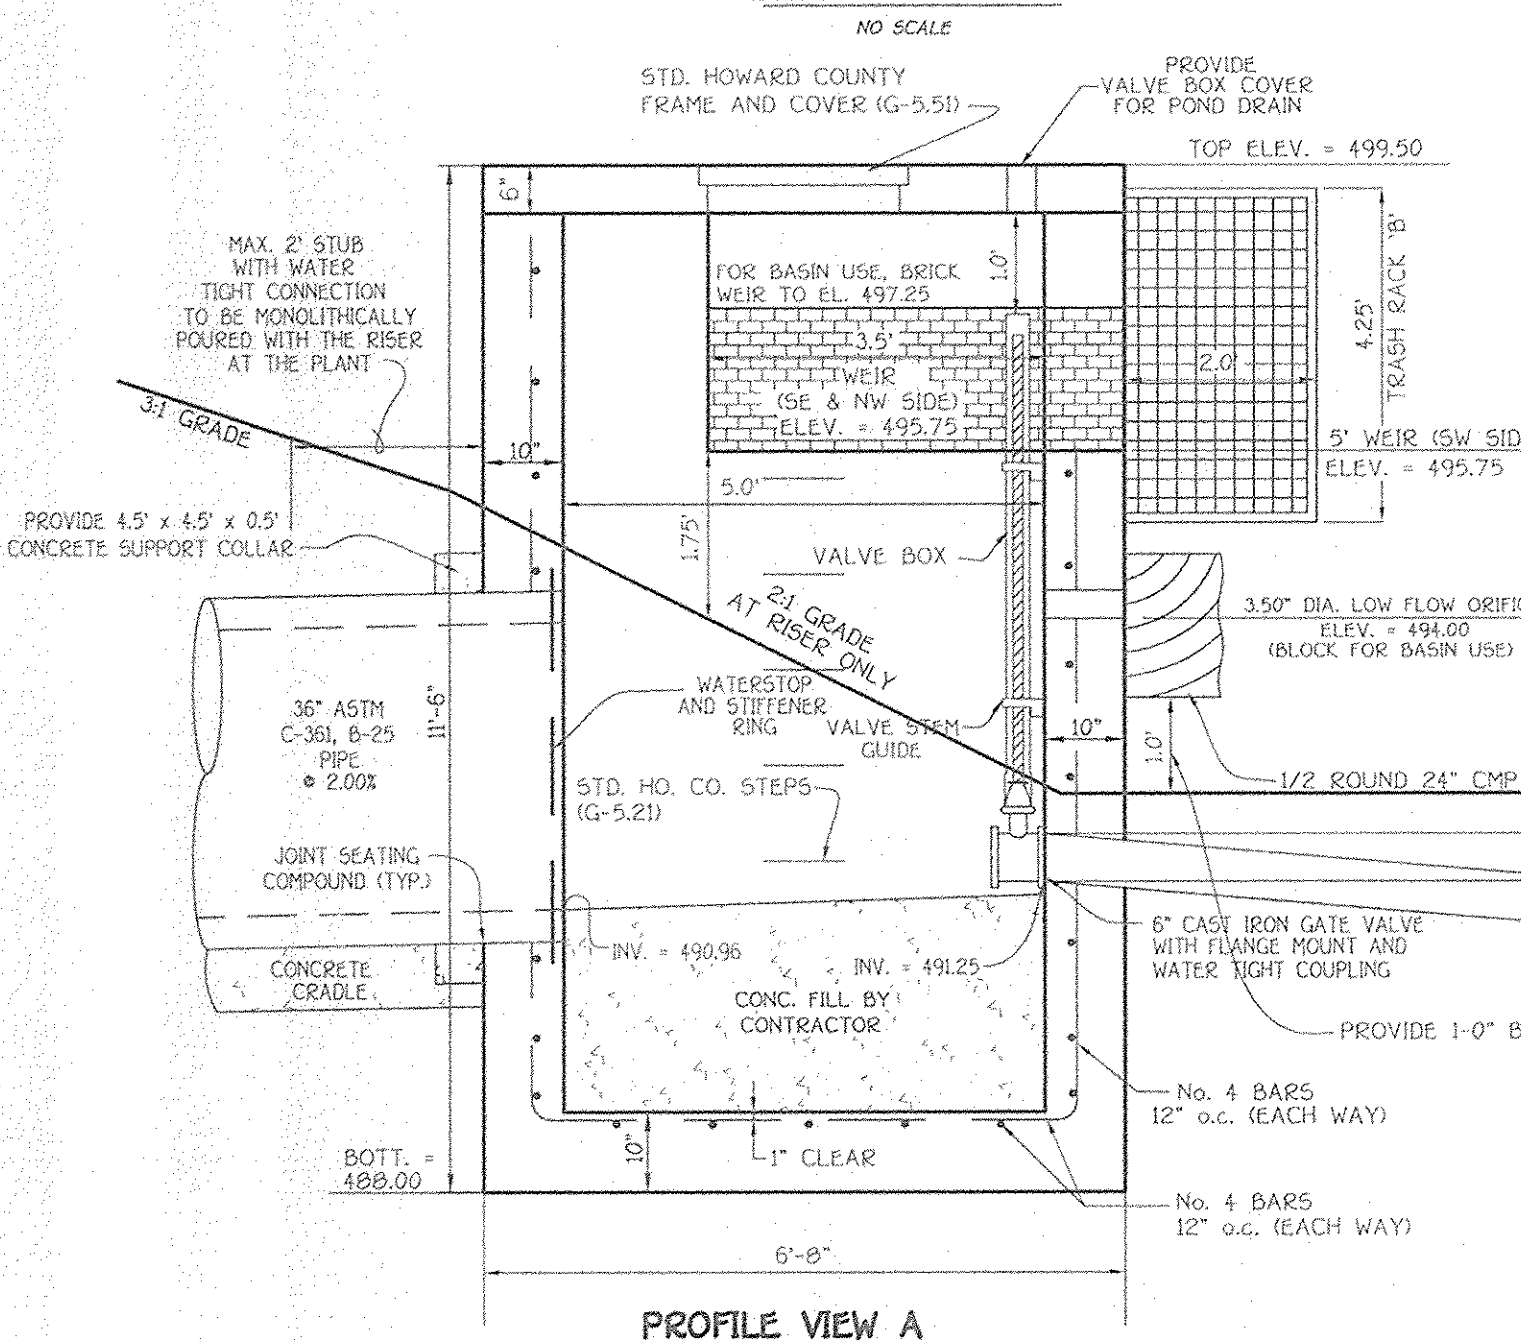 NO SCALE
STD. HOWARD COUNTY
FRAME AND COVER (G-5.51)
PROVIDE
VALVE BOX COVER
FOR POND DRAIN
TOP ELEV. = 499.50
6"
MAX. 2' STUB
WITH WATER
TIGHT CONNECTION
TO BE MONOLITHICALLY
POURED WITH THE RISER
AT THE PLANT
FOR BASIN USE, BRICK
WEIR TO EL. 497.25
1.0'
4.25'
TRASH RACK 'B'
3.5'
WEIR
(SE & NW SIDE)
ELEV. = 495.75
2.0'
3:1 GRADE
10"
5' WEIR (SW SID
ELEV. = 495.75
5.0'
PROVIDE 4.5' x 4.5' x 0.5'
CONCRETE SUPPORT COLLAR
1.75'
VALVE BOX
2:1 GRADE
AT RISER ONLY
3.50" DIA. LOW FLOW ORIFIC
ELEV. = 494.00
(BLOCK FOR BASIN USE)
36" ASTM
C-361, B-25
PIPE
@ 2.00%
11'-6"
WATERSTOP
AND STIFFENER
RING
VALVE STEM
GUIDE
10"
1.0'
STD. HO. CO. STEPS
(G-5.21)
1/2 ROUND 24" CMP
JOINT SEATING
COMPOUND (TYP.)
6" CAST IRON GATE VALVE
WITH FLANGE MOUNT AND
WATER TIGHT COUPLING
INV. = 490.96
INV. = 491.25
CONCRETE
CRADLE
CONC. FILL BY
CONTRACTOR
PROVIDE 1-0" B
No. 4 BARS
12" o.c. (EACH WAY)
10"
1" CLEAR
BOTT. =
488.00
No. 4 BARS
12" o.c. (EACH WAY)
6'-8"
PROFILE VIEW A